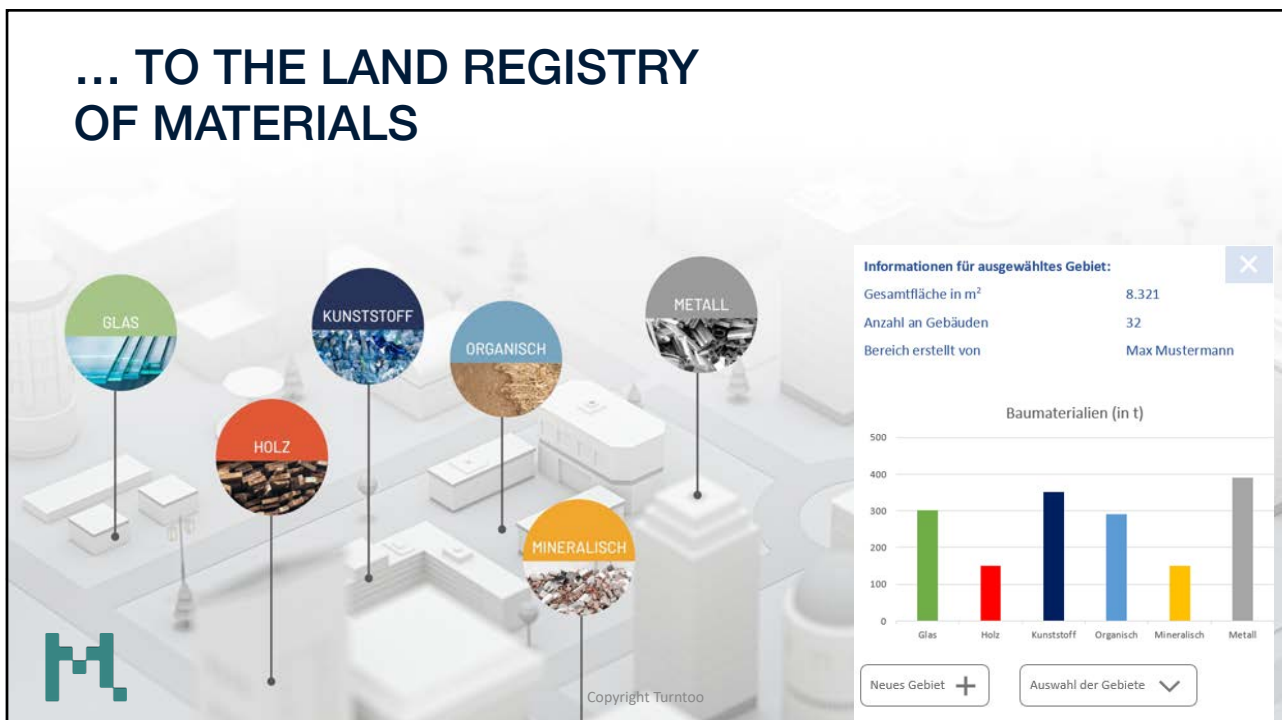 ... TO THE LAND REGISTRY
OF MATERIALS
GLAS
KUNSTSTOFF
ORGANISCH
METALL
HOLZ
MINERALISCH
Informationen für ausgewähltes Gebiet:
Gesamtfläche in m² 8.321
Anzahl an Gebäuden 32
Bereich erstellt von Max Mustermann
Baumaterialien (in t)
500
400
300
200
100
0
Glas Holz Kunststoff Organisch Mineralisch Metall
Neues Gebiet
Auswahl der Gebiete
Copyright Turntoo